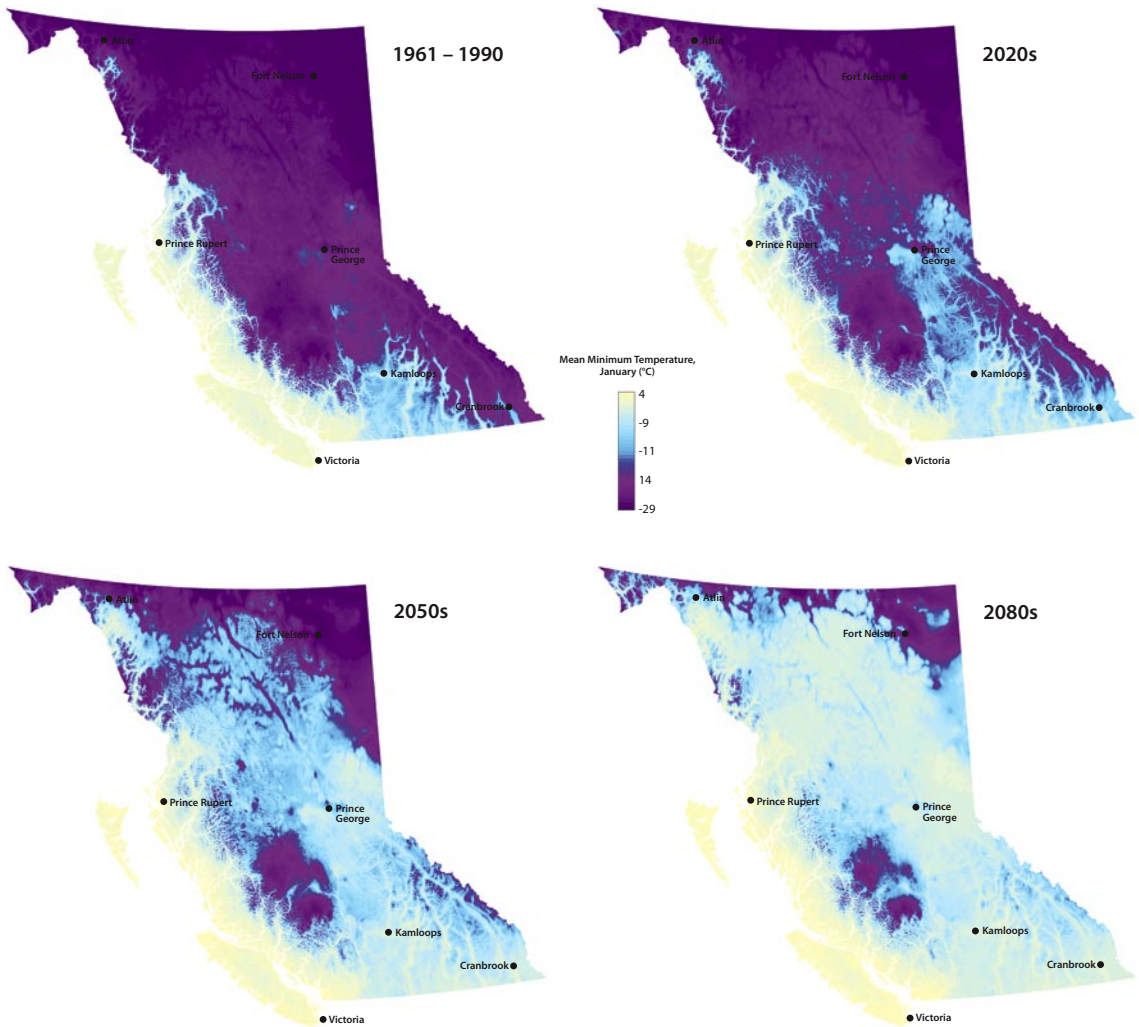 1961 – 1990
Atlin
Fort Nelson
Prince Rupert
Prince
George
Kamloops
Cranbrook
Victoria
2020s
Atlin
Fort Nelson
Prince Rupert
Prince
George
Kamloops
Cranbrook
Victoria
Mean Minimum Temperature,
January (°C)
4
-9
-11
14
-29
2050s
Atlin
Fort Nelson
Prince Rupert
Prince
George
Kamloops
Cranbrook
Victoria
2080s
Atlin
Fort Nelson
Prince Rupert
Prince
George
Kamloops
Cranbrook
Victoria